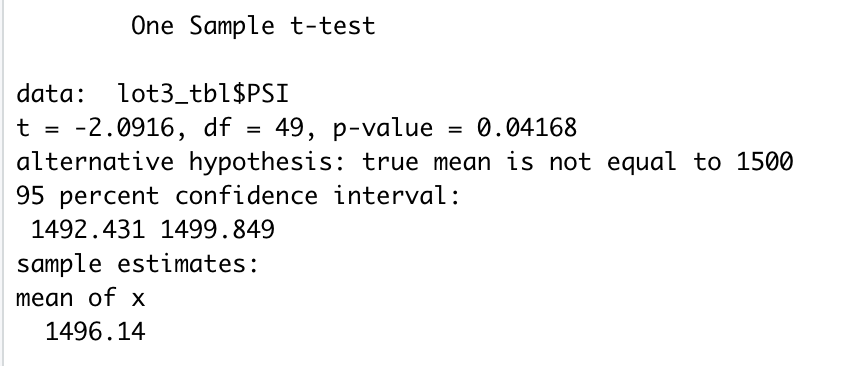 One Sample t-test
data:  lot3_tbl$PSI
t = -2.0916, df = 49, p-value = 0.04168
alternative hypothesis: true mean is not equal to 1500
95 percent confidence interval:
1492.431 1499.849
sample estimates:
mean of x
1496.14